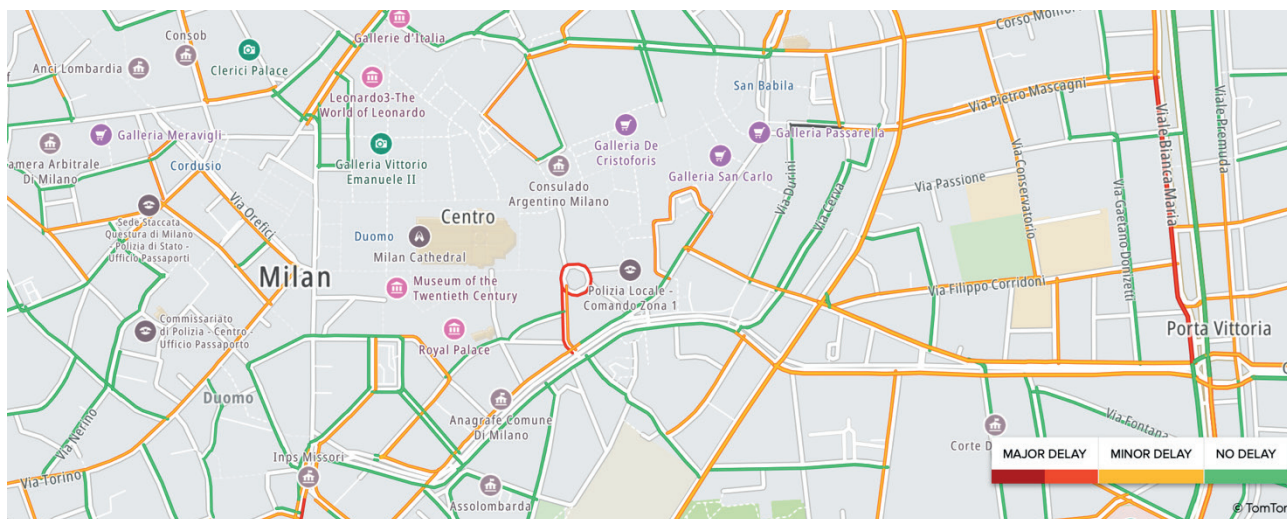 Corso Monfor
Consob
Gallerie d'Italia
Anci Lombardia
Clerici Palace
San Babila
Leonardo3-The
World of Leonardo
Via Pietro Mascagni
Viale Bianca Maria
Viale Premuda
Galleria Meravigli
Galleria De
Cristoforis
Galleria Passarella
Camera Arbitrale
Di Milano
Cordusio
Galleria Vittorio
Emanuele II
Consulado
Argentino Milano
Galleria San Carlo
Via Durini
Via Cerva
Via Passione
Via Conservatorio
Via Gaetano Donizetti
Via Orefici
Sede Staccata
Questura di Milano
- Polizia di Stato -
Ufficio Passaporti
Centro
Duomo
Milan Cathedral
Milan
Museum of the
Twentieth Century
Polizia Locale -
Comando Zona 1
Via Filippo Corridoni
Commissariato
di Polizia - Centro -
Ufficio Passaporto
Royal Palace
Porta Vittoria
Duomo
Via Nerino
Anagrafe Comune
Di Milano
Via Fontana
Corte D
Inps Missori
Via Torino
Assolombarda
MAJOR DELAY
MINOR DELAY
NO DELAY
© TomTom